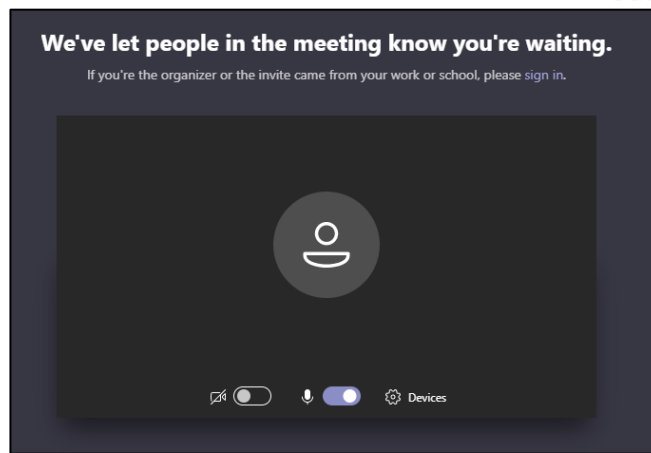 We've let people in the meeting know you're waiting.
If you're the organizer or the invite came from your work or school, please sign in.
Devices